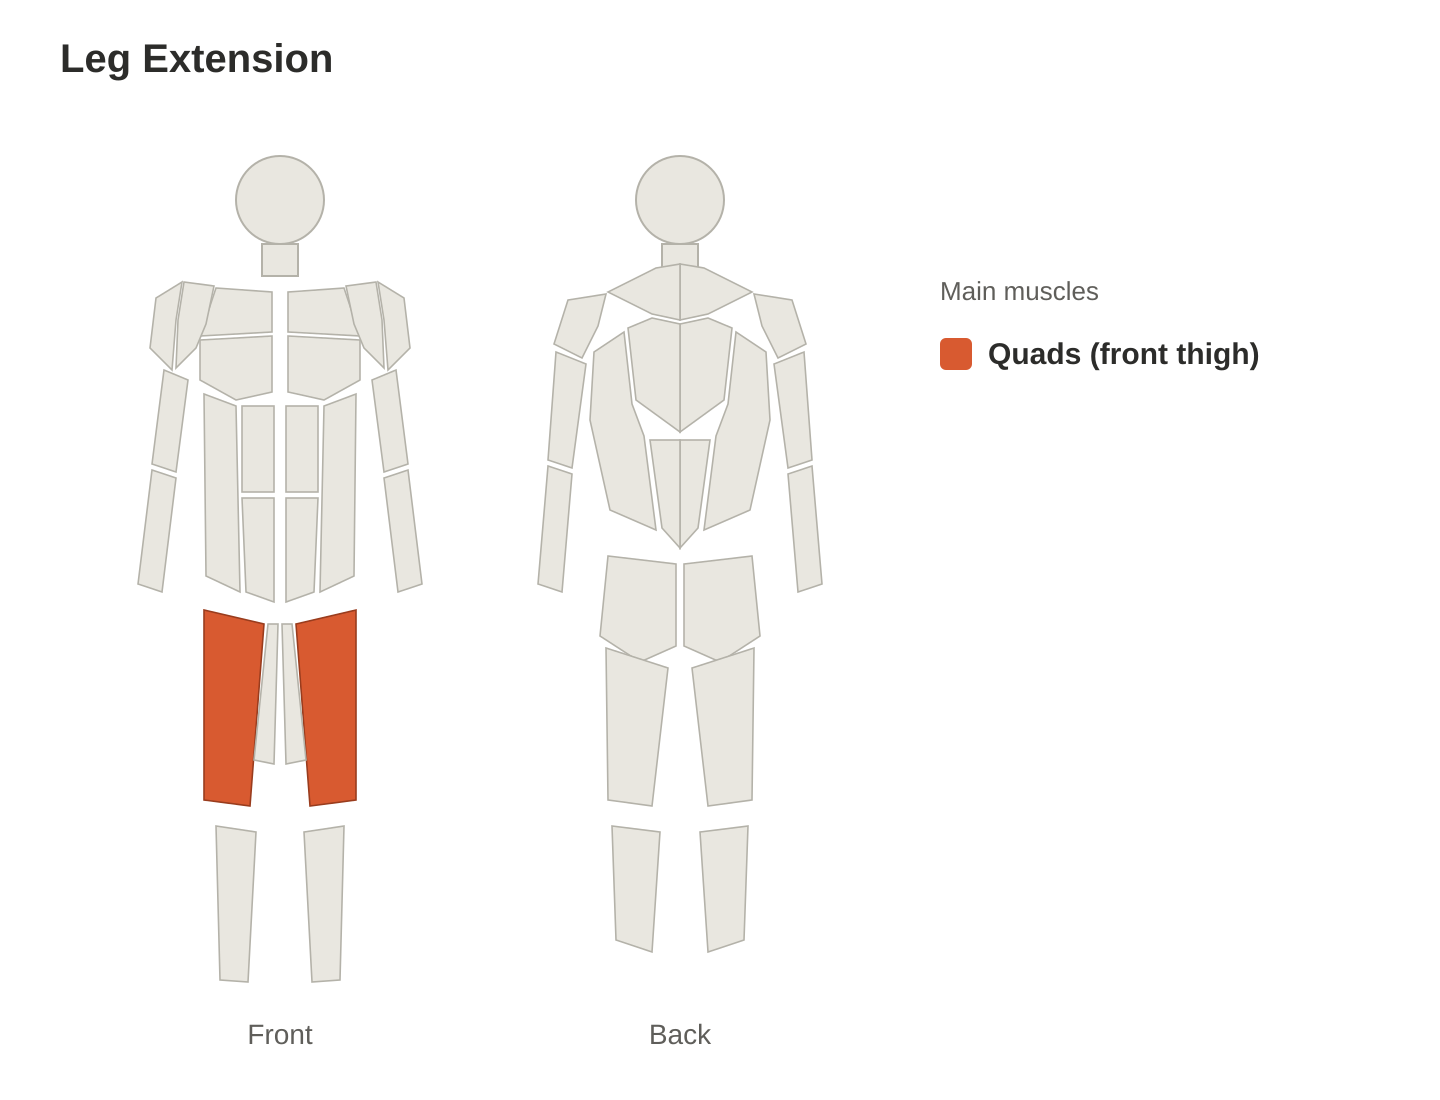 Leg Extension
Main muscles
Quads (front thigh)
Front
Back